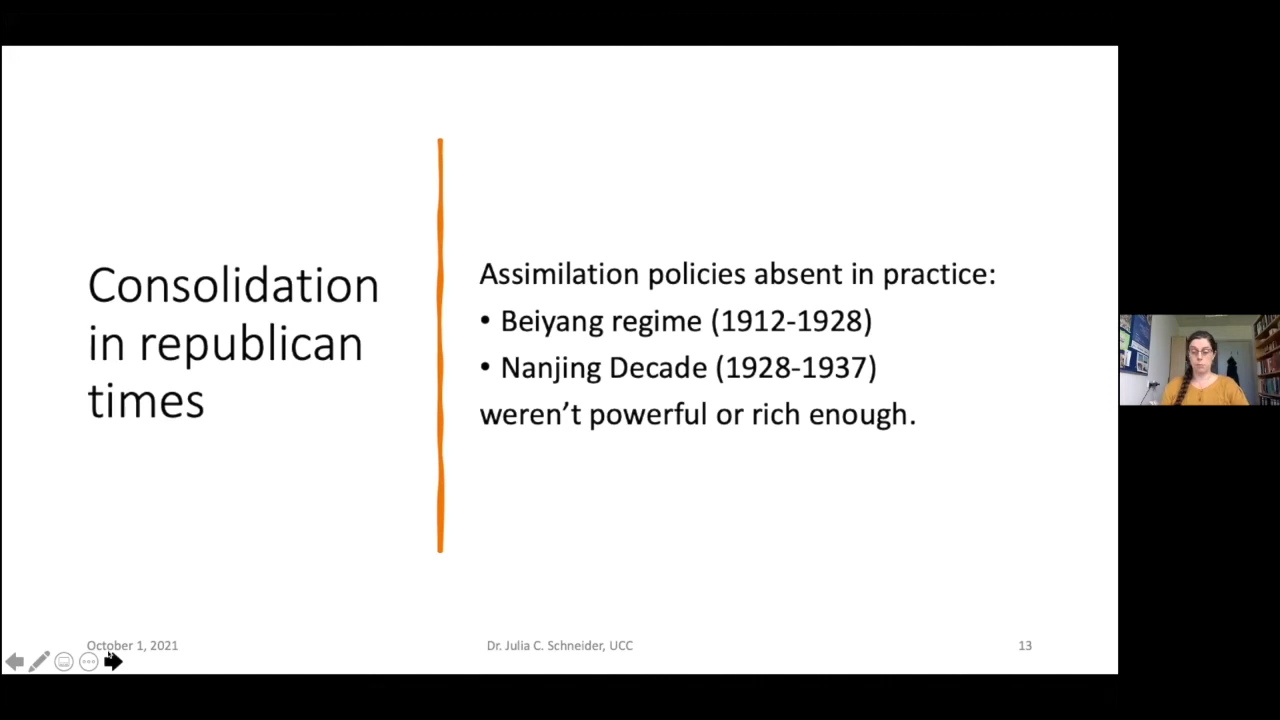 Consolidation
in republican
times
Assimilation policies absent in practice:
• Beiyang regime (1912-1928)
• Nanjing Decade (1928-1937)
weren’t powerful or rich enough.
October 1, 2021
Dr. Julia C. Schneider, UCC
13